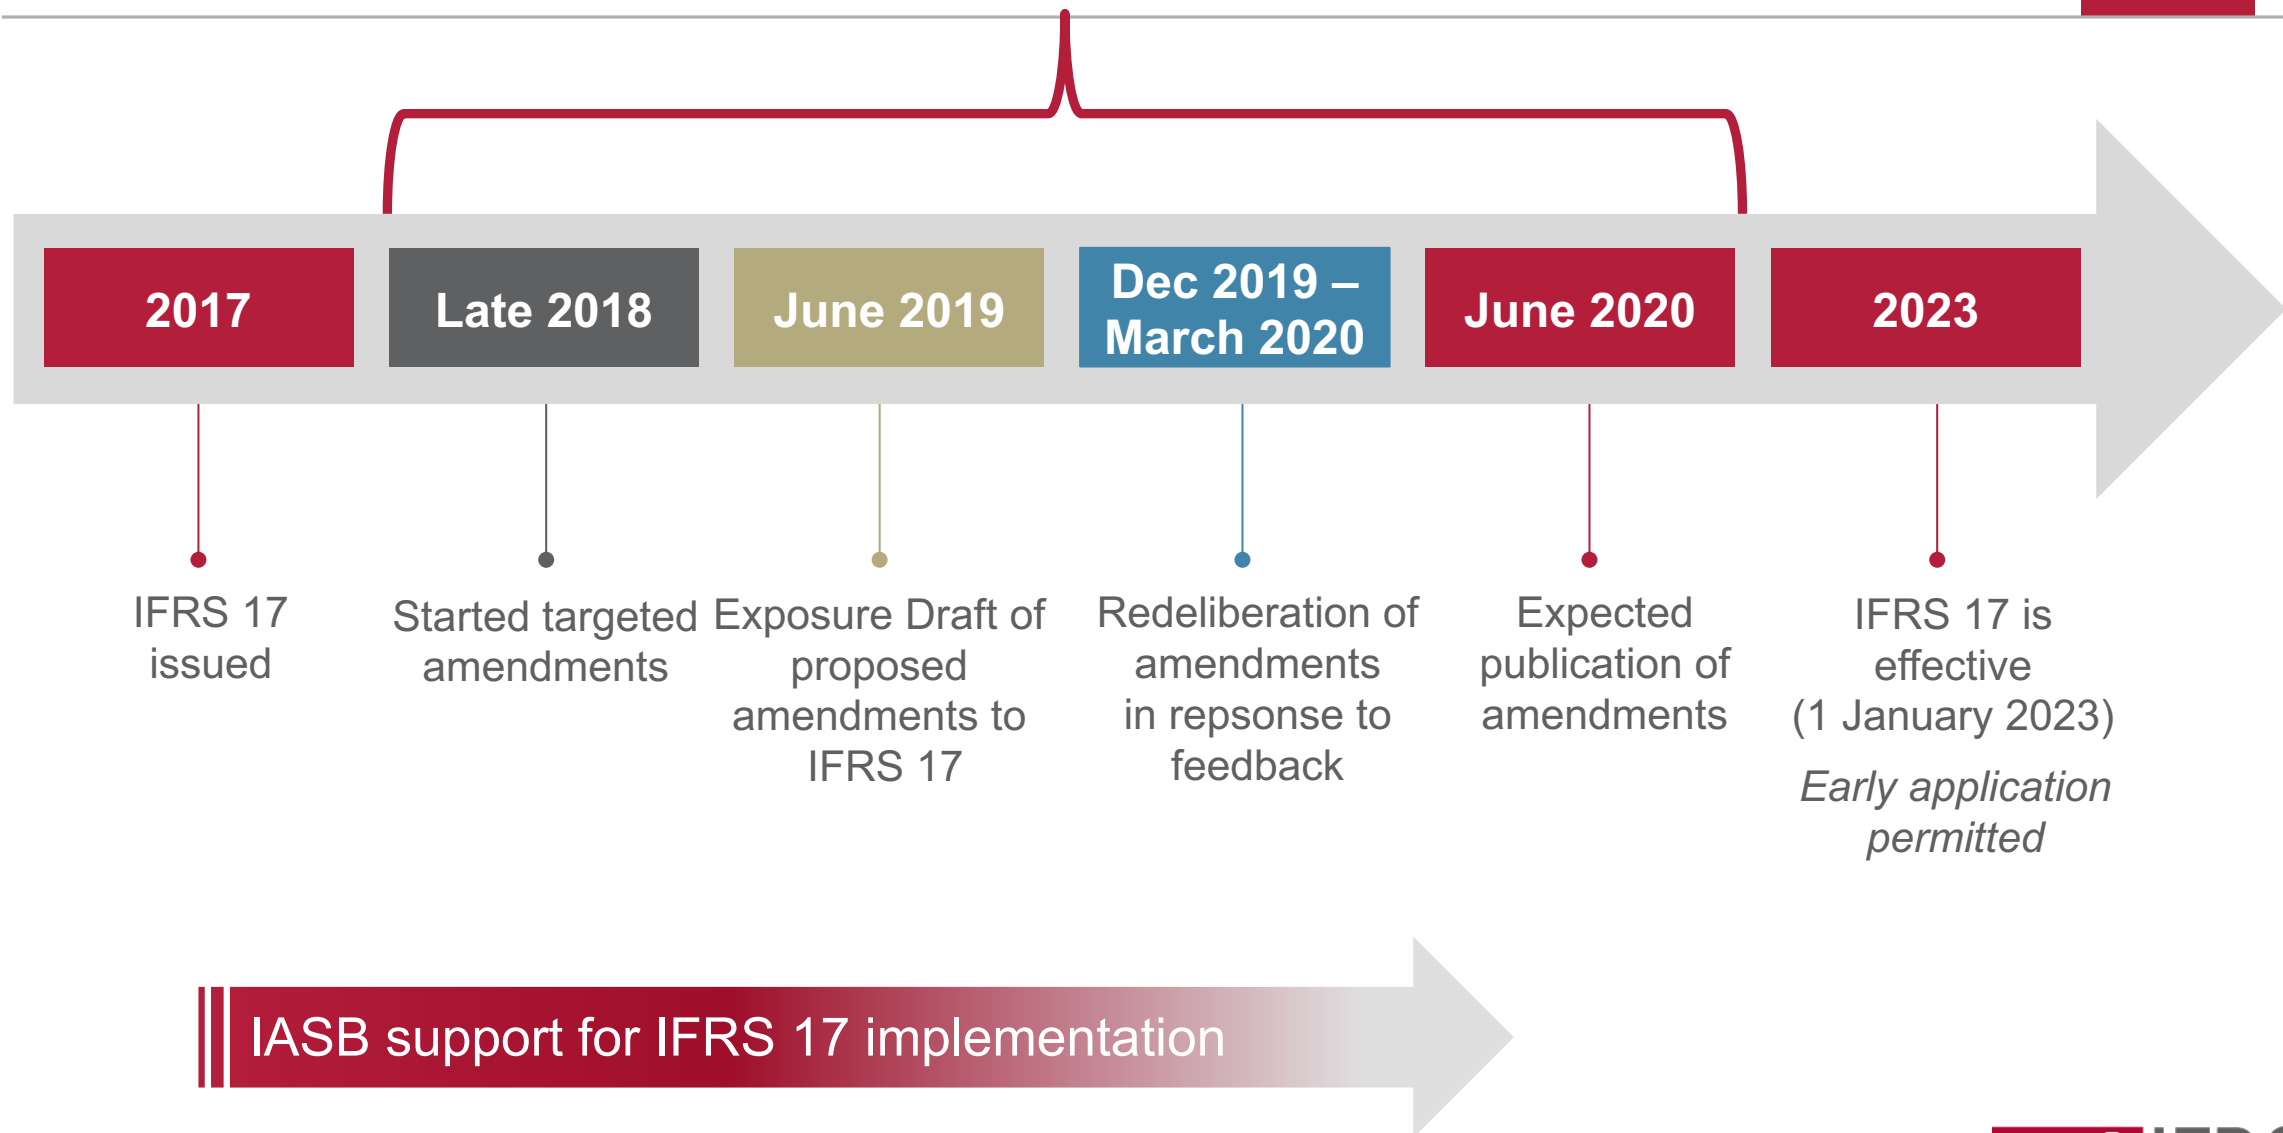 2017
Late 2018
June 2019
Dec 2019 –
March 2020
June 2020
2023
IFRS 17
issued
Started targeted
amendments
Exposure Draft of
proposed
amendments to
IFRS 17
Redeliberation of
amendments
in repsonse to
feedback
Expected
publication of
amendments
IFRS 17 is
effective
(1 January 2023)
Early application
permitted
IASB support for IFRS 17 implementation